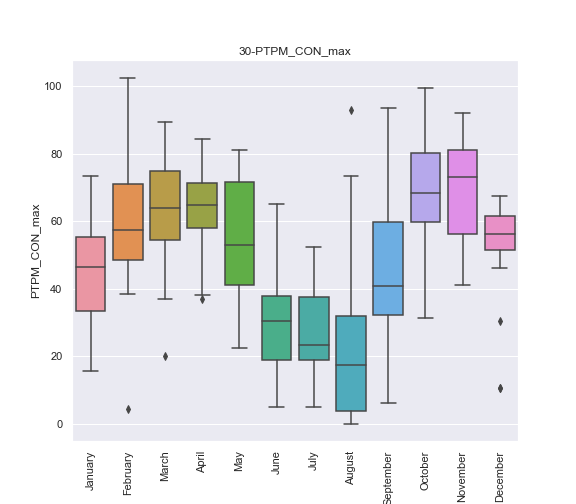 30-PTPM_CON_max
PTPM_CON_max
100
80
60
40
20
0
January
February
March
April
May
June
July
August
September
October
November
December